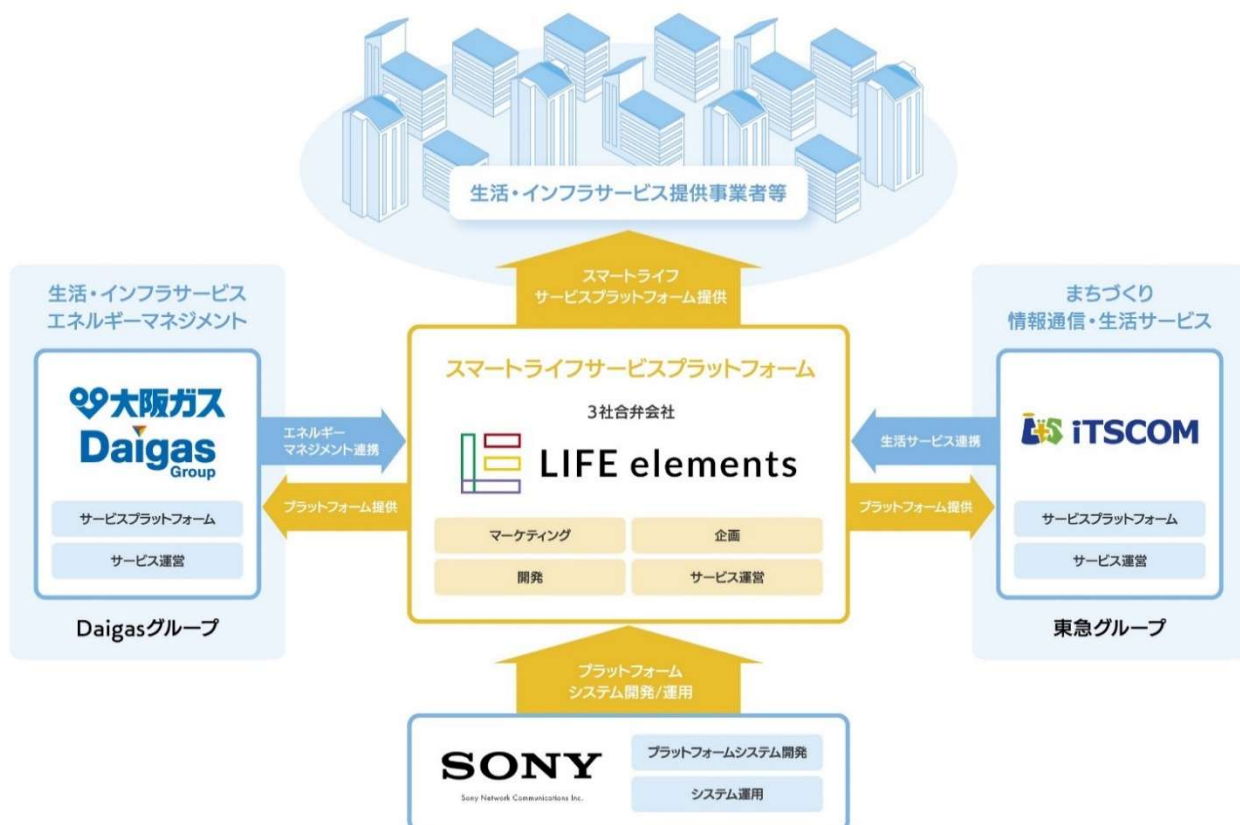 生活・インフラサービス提供事業者等
スマートライフ
サービスプラットフォーム提供
生活・インフラサービス
エネルギーマネジメント
大阪ガス
Daigas
Group
サービスプラットフォーム
サービス運営
Daigasグループ
エネルギー
マネジメント連携
プラットフォーム提供
スマートライフサービスプラットフォーム
3社合弁会社
LIFE elements
マーケティング
企画
開発
サービス運営
生活サービス連携
プラットフォーム提供
まちづくり
情報通信・生活サービス
iTSCOM
サービスプラットフォーム
サービス運営
東急グループ
プラットフォーム
システム開発/運用
SONY
Sony Network Communications Inc.
プラットフォームシステム開発
システム運用